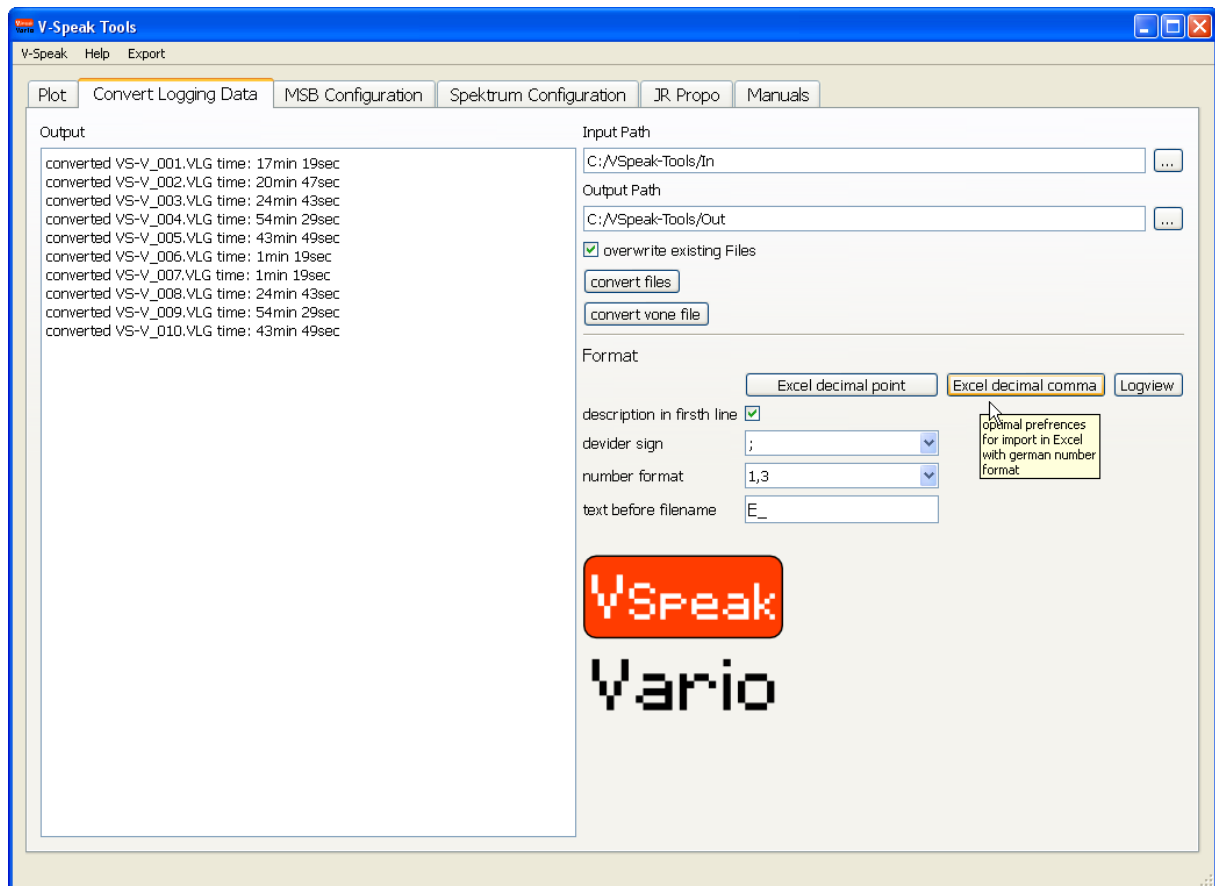 V-Speak Tools
V-Speak Help Export
Plot Convert Logging Data MSB Configuration Spektrum Configuration JR Propo Manuals
Output
converted VS-V_001.VLG time: 17min 19sec
converted VS-V_002.VLG time: 20min 47sec
converted VS-V_003.VLG time: 24min 43sec
converted VS-V_004.VLG time: 54min 29sec
converted VS-V_005.VLG time: 43min 49sec
converted VS-V_006.VLG time: 1min 19sec
converted VS-V_007.VLG time: 1min 19sec
converted VS-V_008.VLG time: 24min 43sec
converted VS-V_009.VLG time: 54min 29sec
converted VS-V_010.VLG time: 43min 49sec
Input Path
C:/VSpeak-Tools/In ...
Output Path
C:/VSpeak-Tools/Out ...
overwrite existing Files
convert files
convert vone file
Format
Excel decimal point Excel decimal comma Logview
description in firsth line
devider sign ;
number format 1,3
text before filename E_
optimal prefrences
for import in Excel
with german number
format
VSpeak
Vario